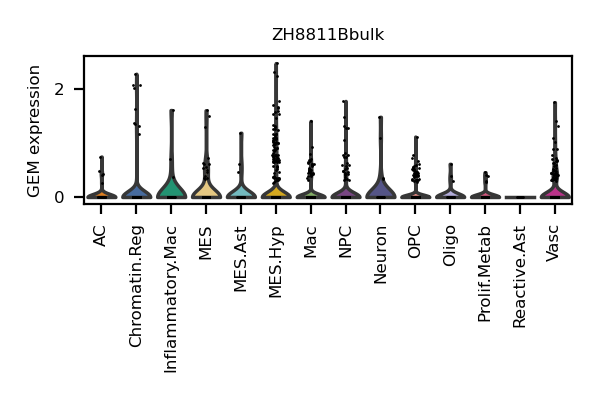 ZH8811Bbulk
GEM expression
2
0
AC
Chromatin.Reg
Inflammatory.Mac
MES
MES.Ast
MES.Hyp
Mac
NPC
Neuron
OPC
Oligo
Prolif.Metab
Reactive.Ast
Vasc